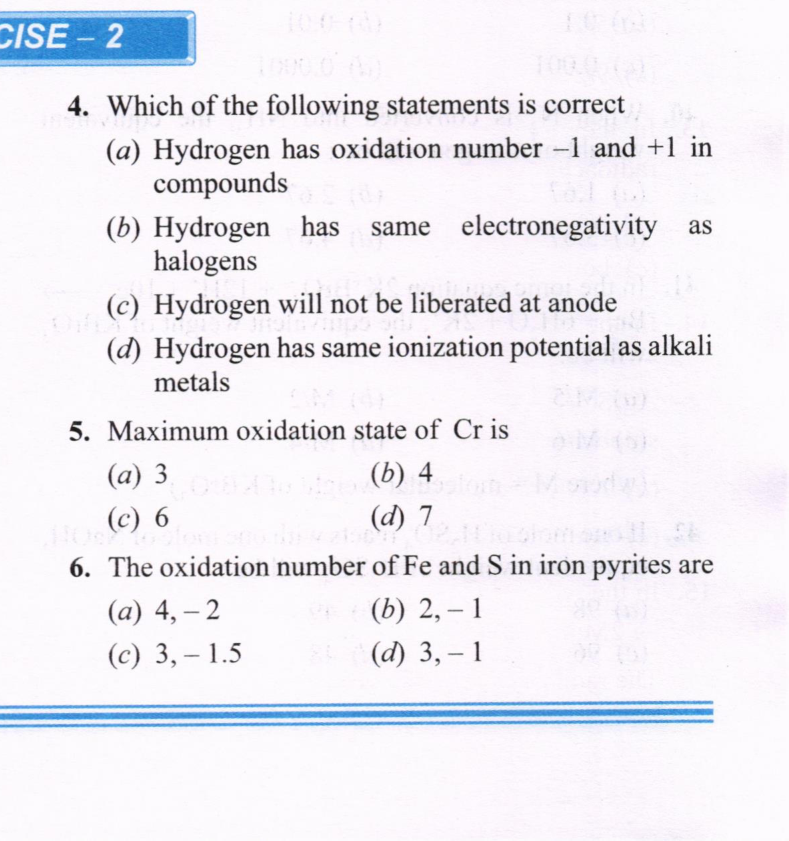 CISE – 2
4. Which of the following statements is correct
(a) Hydrogen has oxidation number –1 and +1 in
compounds
(b) Hydrogen has same electronegativity as
halogens
(c) Hydrogen will not be liberated at anode
(d) Hydrogen has same ionization potential as alkali
metals
5. Maximum oxidation state of Cr is
(a) 3 (b) 4
(c) 6 (d) 7
6. The oxidation number of Fe and S in iron pyrites are
(a) 4, – 2 (b) 2, – 1
(c) 3, – 1.5 (d) 3, – 1